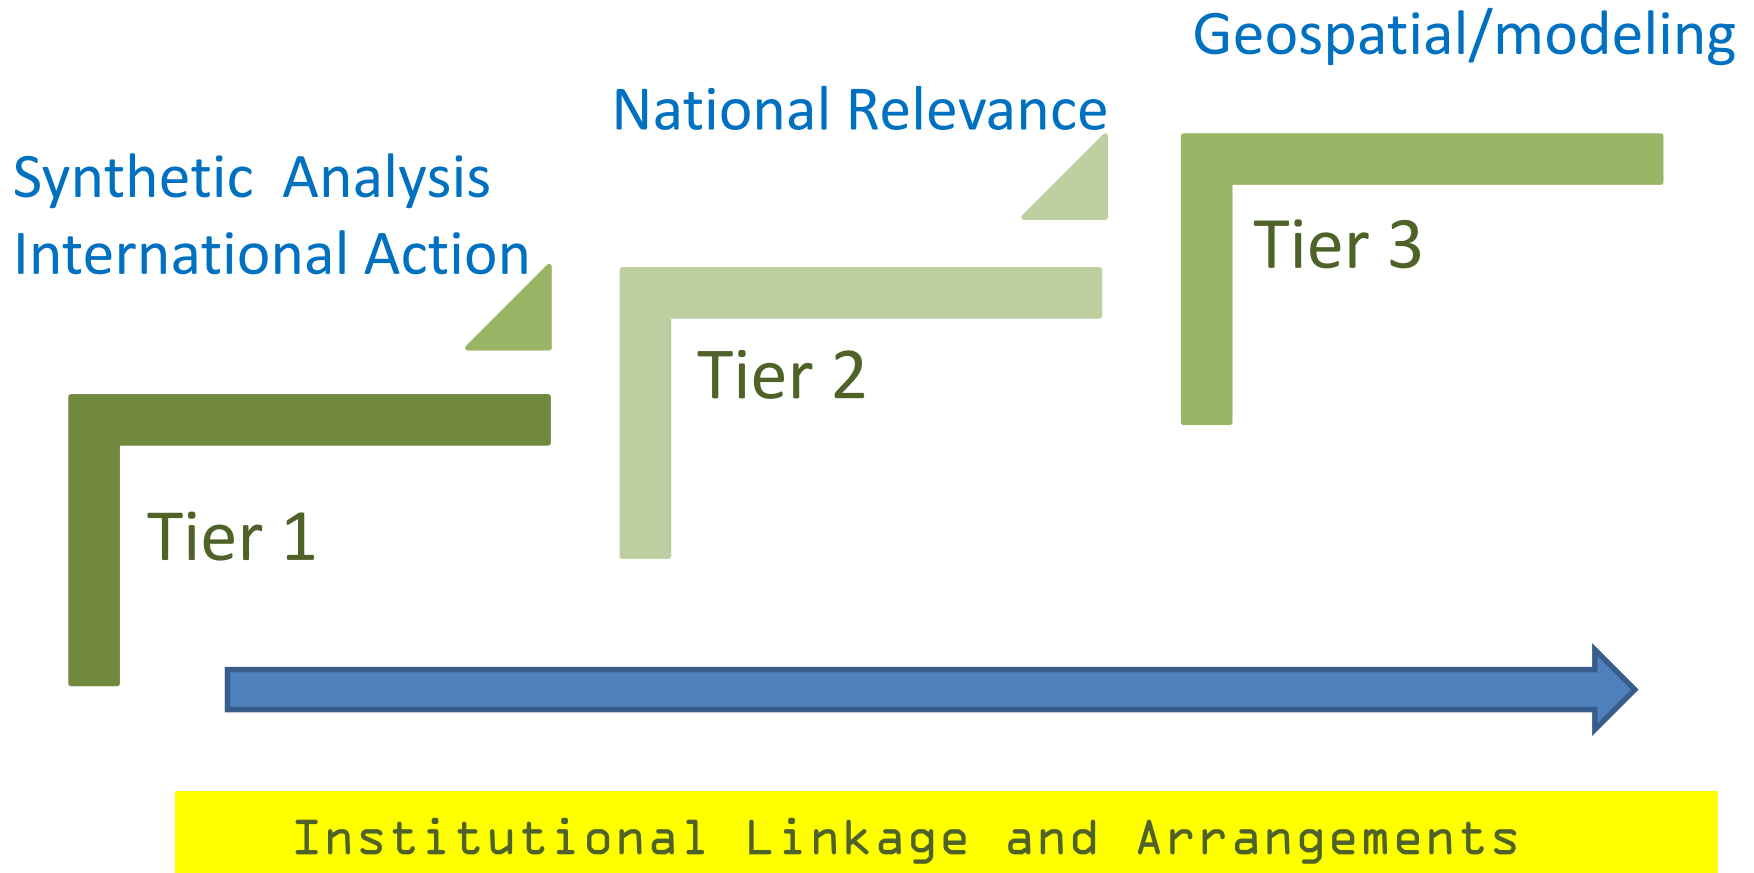 Geospatial/modeling
National Relevance
Synthetic  Analysis
International Action
Tier 3
Tier 2
Tier 1
Institutional Linkage and Arrangements